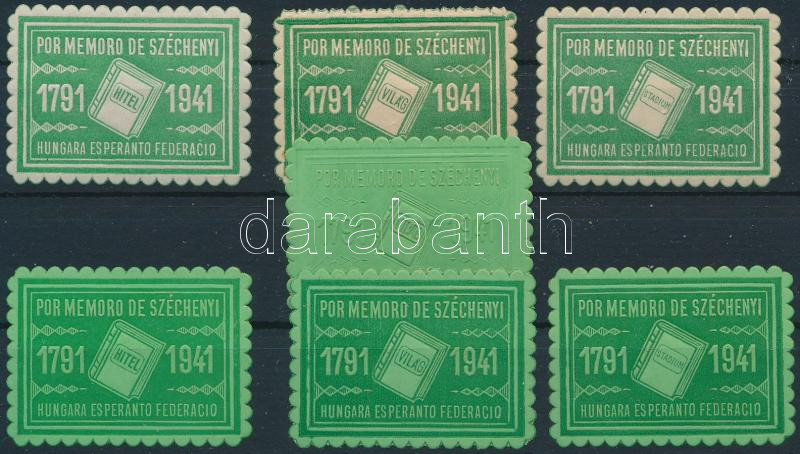 POR MEMORO DE SZÉCHENYI
1791 HITEL 1941
HUNGARA ESPERANTO FEDERACIO
POR MEMORO DE SZÉCHENYI
1791 VILÁG 1941
HUNGARA ESPERANTO FEDERACIO
POR MEMORO DE SZÉCHENYI
1791 STADIUM 1941
HUNGARA ESPERANTO FEDERACIO
POR MEMORO DE SZÉCHENYI
1791 1941
darabanth
POR MEMORO DE SZÉCHENYI
1791 HITEL 1941
HUNGARA ESPERANTO FEDERACIO
POR MEMORO DE SZÉCHENYI
1791 VILÁG 1941
HUNGARA ESPERANTO FEDERACIO
POR MEMORO DE SZÉCHENYI
1791 STADIUM 1941
HUNGARA ESPERANTO FEDERACIO